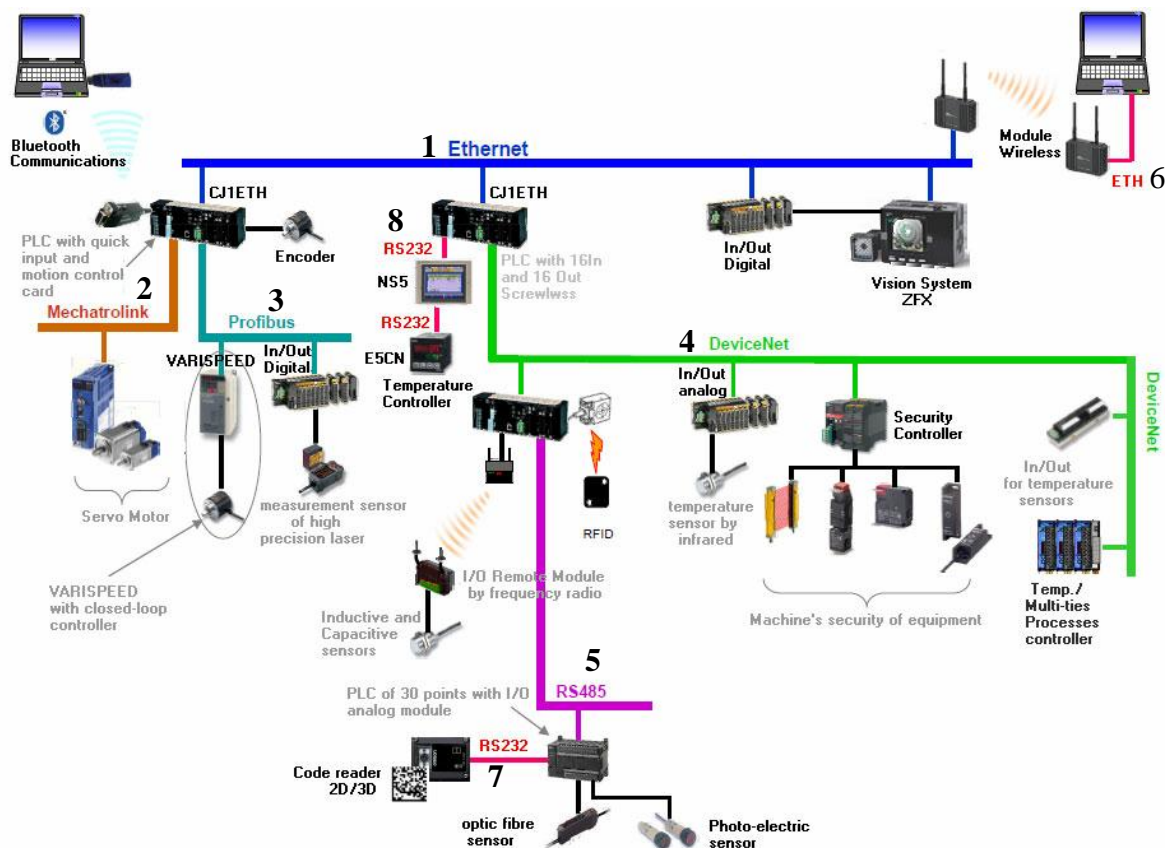 Bluetooth
Communications
1 Ethernet
Module
Wireless
ETH 6
CJ1ETH
CJ1ETH
PLC with quick
input and
motion control
card
Encoder
8
RS232
NS5
RS232
E5CN
Temperature
Controller
PLC with 16In
and 16 Out
Screwlwss
In/Out
Digital
Vision System
ZFX
2
Mechatrolink
3
Profibus
VARISPEED
In/Out
Digital
Servo Motor
measurement sensor
of high
precision laser
VARISPEED
with closed-loop
controller
4
DeviceNet
DeviceNet
In/Out
analog
Security
Controller
In/Out
for temperature
sensors
temperature
sensor by
infrared
RFID
I/O Remote Module
by frequency radio
Inductive and
Capacitive
sensors
Machine's security of equipment
Temp./
Multi-ties
Processes
controller
5
RS485
PLC of 30 points with I/O
analog module
RS232
7
Code reader
2D/3D
optic fibre
sensor
Photo-electric
sensor